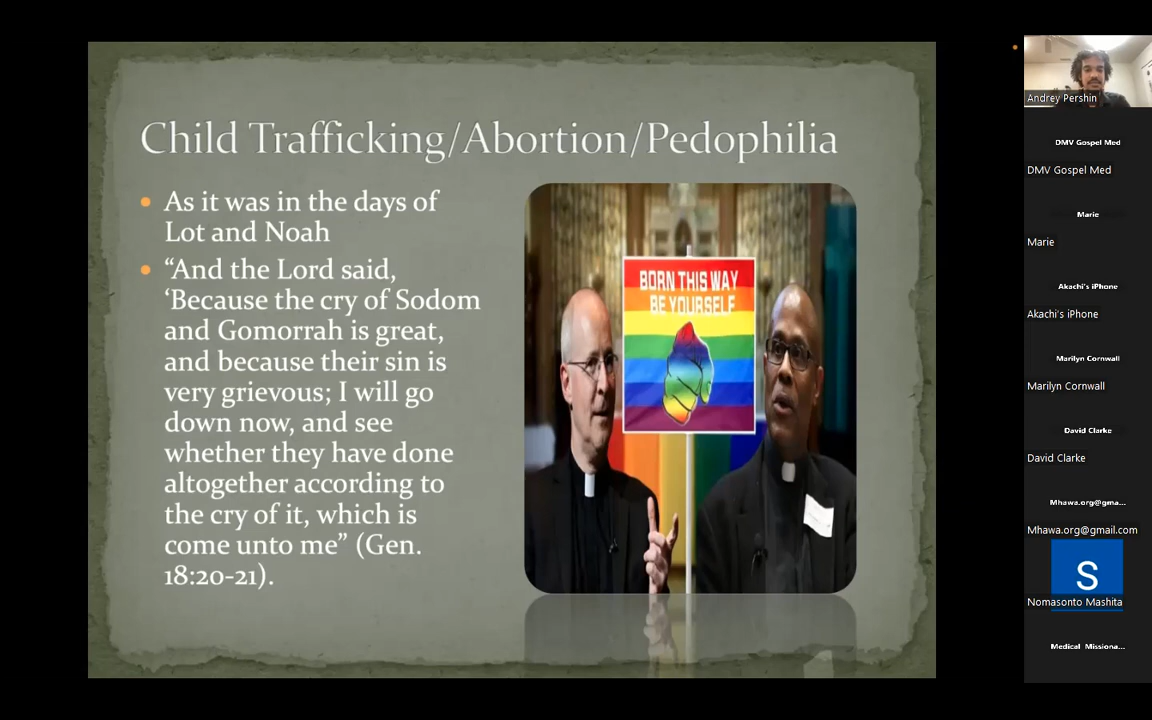 Child Trafficking/Abortion/Pedophilia
As it was in the days of
Lot and Noah
“And the Lord said,
‘Because the cry of Sodom
and Gomorrah is great,
and because their sin is
very grievous; I will go
down now, and see
whether they have done
altogether according to
the cry of it, which is
come unto me” (Gen.
18:20-21).
BORN THIS WAY
BE YOURSELF
Andrey Pershin
DMV Gospel Med
DMV Gospel Med
Marie
Marie
Akachi's iPhone
Akachi's iPhone
Marilyn Cornwall
Marilyn Cornwall
David Clarke
David Clarke
Mhawa.org@gma...
Mhawa.org@gmail.com
S
Nomasonto Mashita
Medical Missiona...